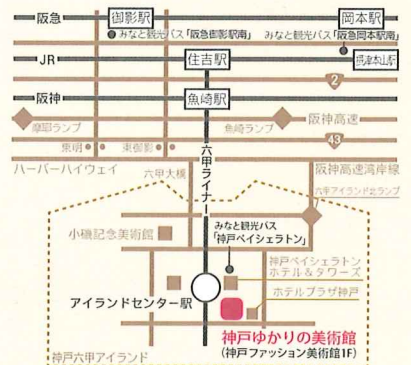 阪急
御影駅
岡本駅
みなと観光バス「阪急御影駅南」
みなと観光バス「阪急岡本駅南」
JR
住吉駅
摂津本山駅
2
阪神
魚崎駅
摩耶ランプ
魚崎ランプ
阪神高速
43
東明
東御影
ハーバーハイウェイ
六甲大橋
六甲ライナー
阪神高速湾岸線
六甲アイランド北ランプ
小磯記念美術館
みなと観光バス
「神戸ベイシェラトン」
神戸ベイシェラトン
ホテル&タワーズ
アイランドセンター駅
ホテルプラザ神戸
神戸ゆかりの美術館
(神戸ファッション美術館1F)
神戸六甲アイランド